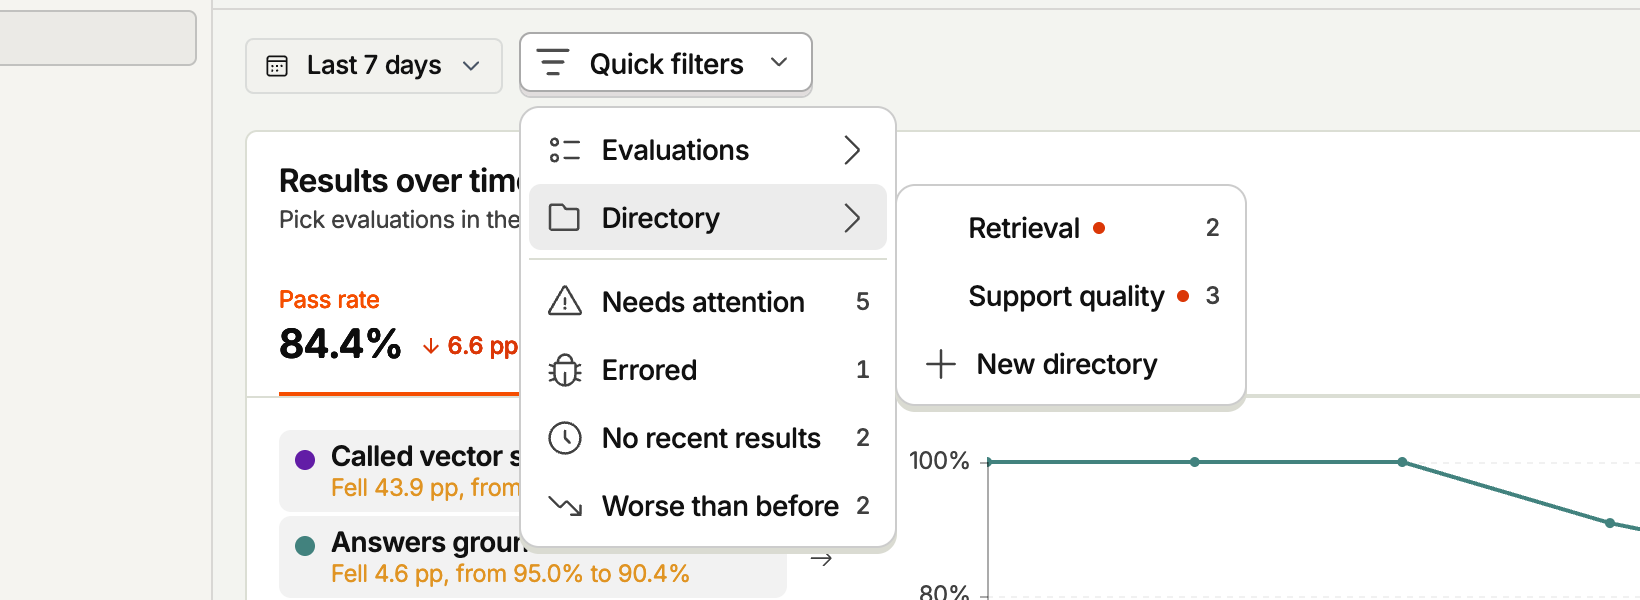 Last 7 days
Quick filters
Evaluations
Directory
Needs attention 5
Errored 1
No recent results 2
Worse than before 2
Retrieval 2
Support quality 3
New directory
Results over
Pick evaluations in the
Pass rate
84.4%
↓ 6.6 pp
Called vector
Fell 43.9 pp, from
Answers
Fell 4.6 pp, from 95.0% to 90.4%
→
100%
80%